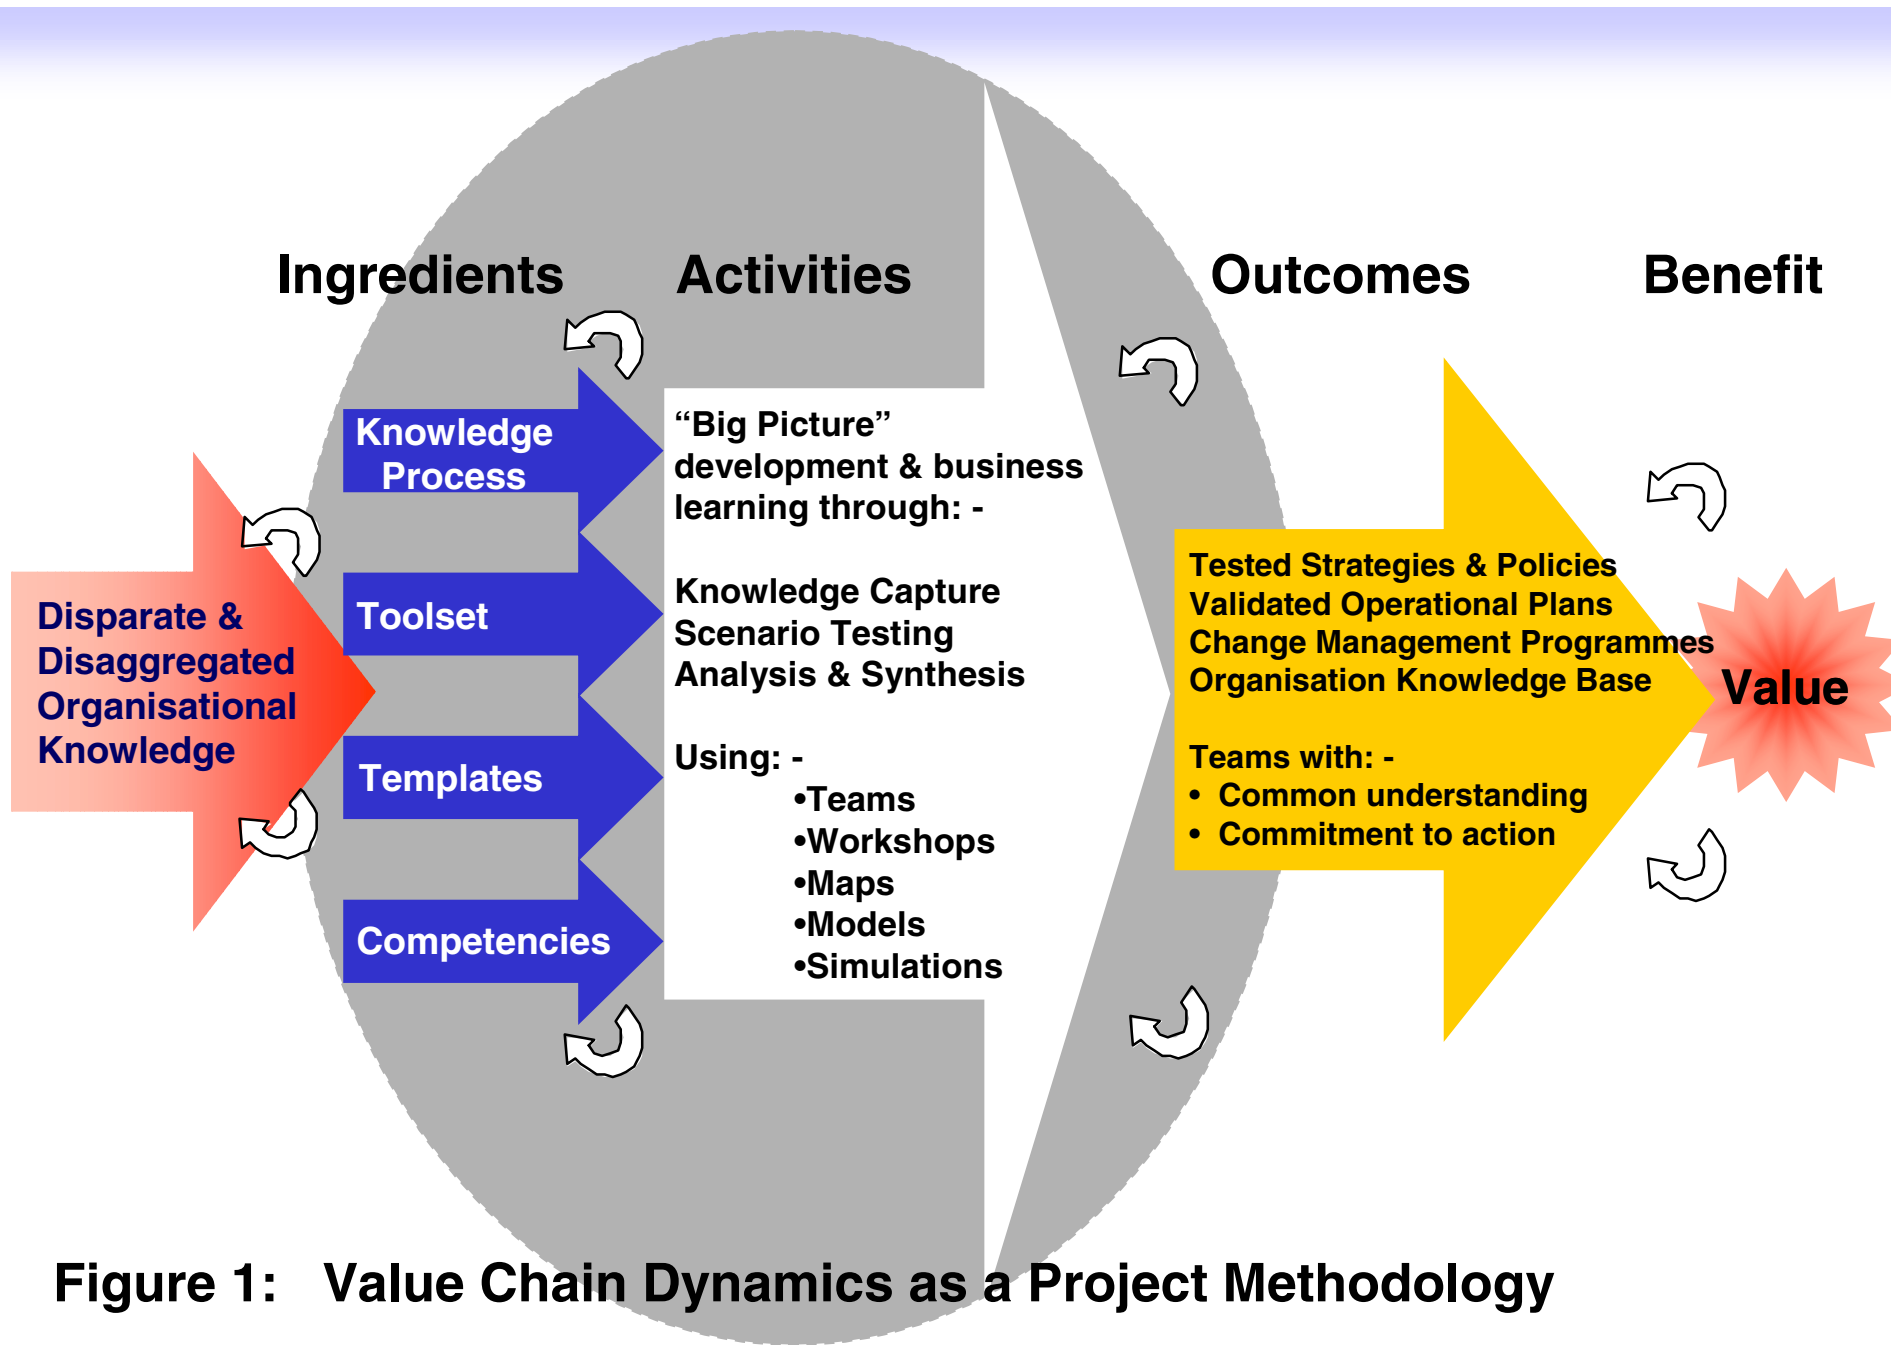 Ingredients
Activities
Outcomes
Benefit
Disparate &
Disaggregated
Organisational
Knowledge
Knowledge
Process
Toolset
Templates
Competencies
“Big Picture”
development & business
learning through: -
Knowledge Capture
Scenario Testing
Analysis & Synthesis
Using: -
•Teams
•Workshops
•Maps
•Models
•Simulations
Tested Strategies & Policies
Validated Operational Plans
Change Management Programmes
Organisation Knowledge Base
Teams with: -
• Common understanding
• Commitment to action
Value
Figure 1: Value Chain Dynamics as a Project Methodology